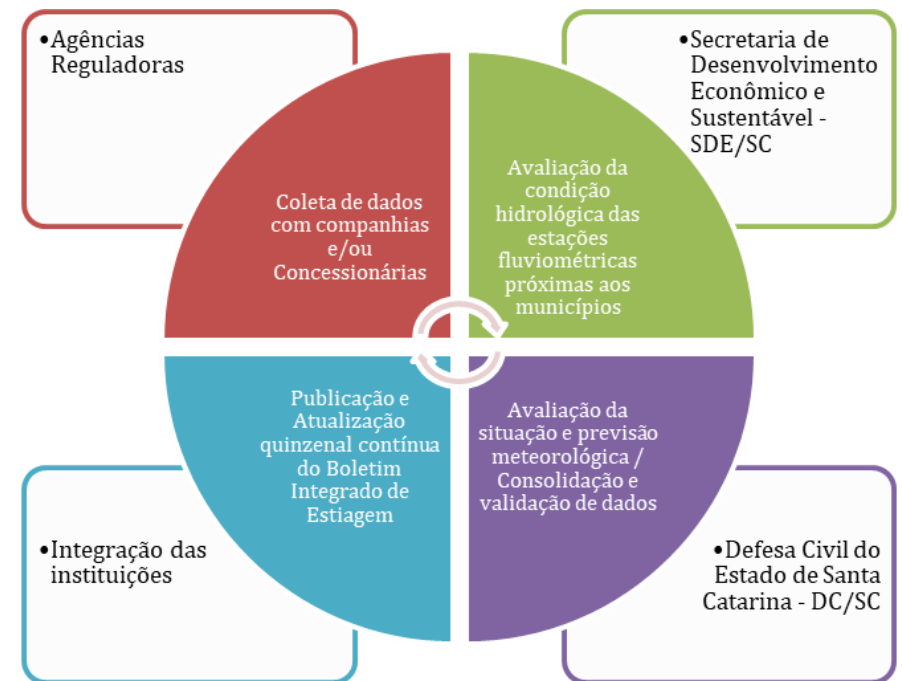 •Agências
Reguladoras
•Secretaria de
Desenvolvimento
Econômico e
Sustentável -
SDE/SC
Coleta de dados
com companhias
e/ou
Concessionárias
Avaliação da
condição
hidrológica das
estações
fluviométricas
próximas aos
municípios
Publicação e
Atualização
quinzenal contínua
do Boletim
Integrado de
Estiagem
Avaliação da
situação e previsão
meteorológica /
Consolidação e
validação de dados
•Integração das
instituições
•Defesa Civil do
Estado de Santa
Catarina - DC/SC